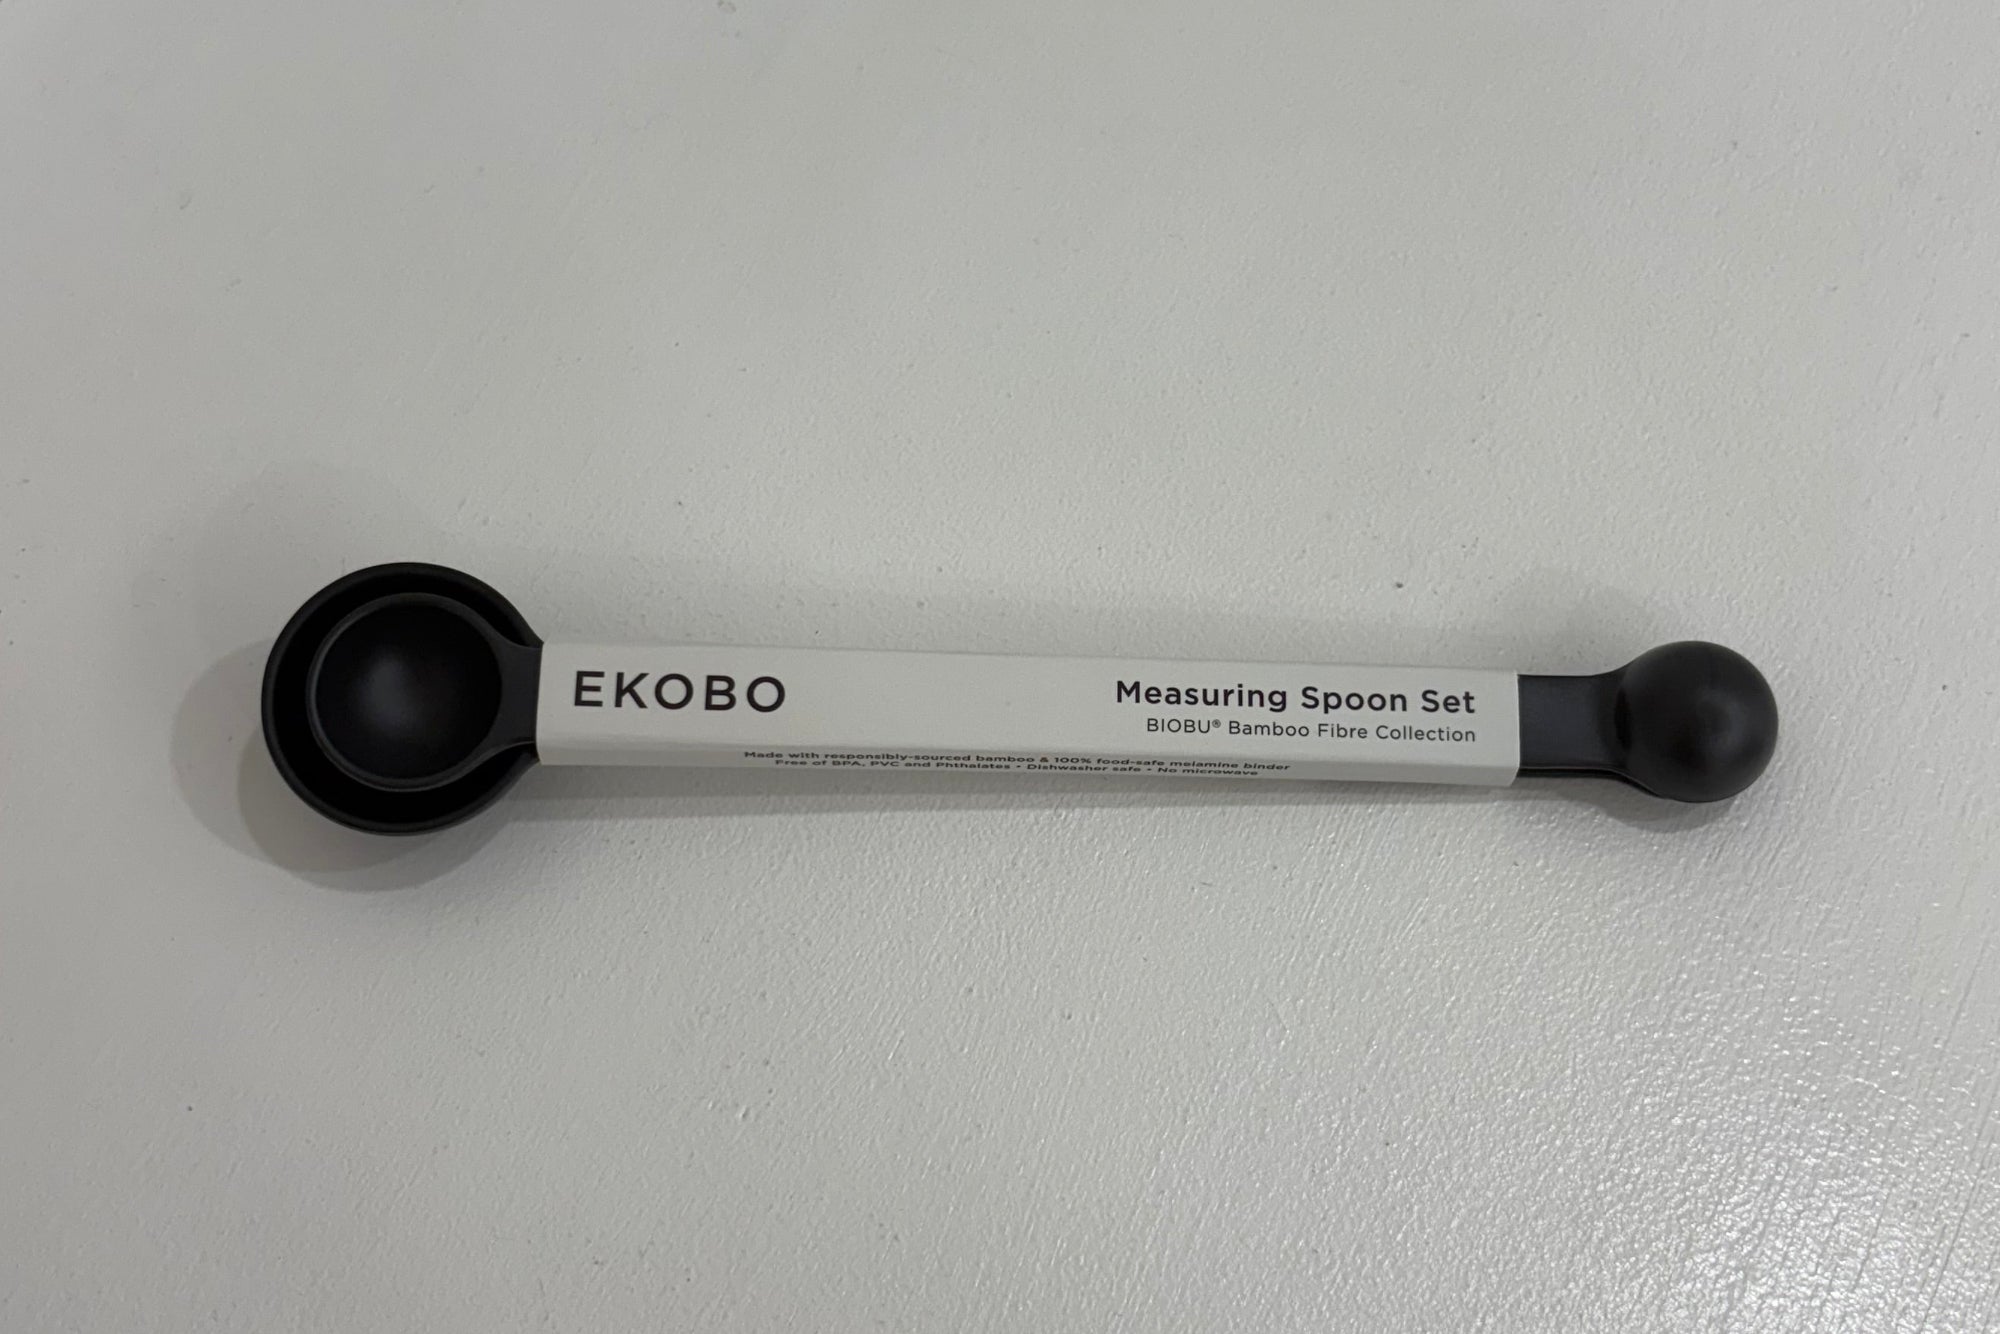 EKOBO
Measuring Spoon Set
BIOBU® Bamboo Fibre Collection
Made with responsibly-sourced bamboo & 100% food-safe melamine binder
Free of BPA, PVC and Phthalates • Dishwasher safe • No microwave